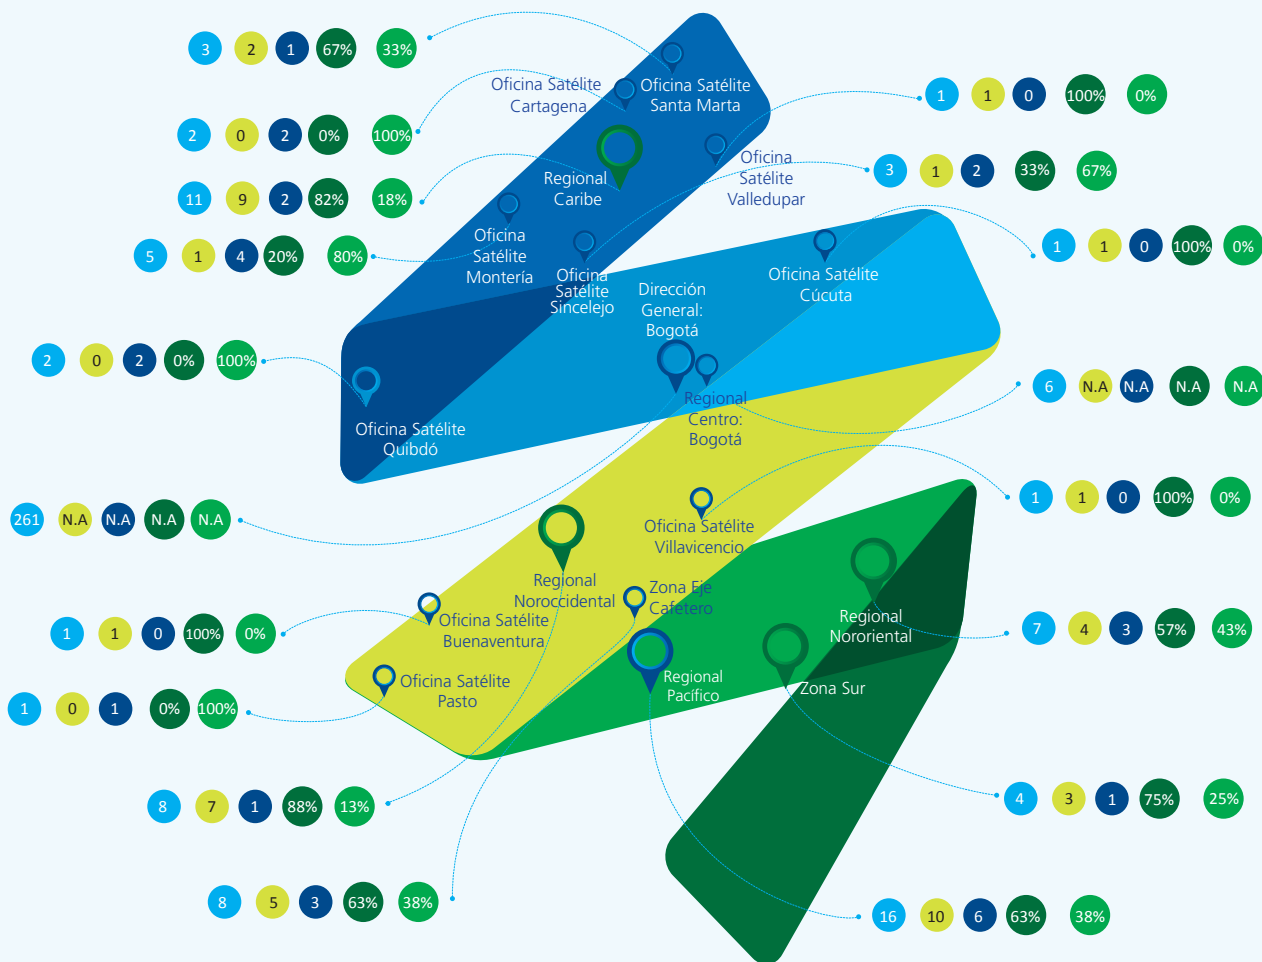 3 2 1 67% 33%
Oficina Satélite
Cartagena
Oficina Satélite
Santa Marta
1 1 0 100% 0%
2 0 2 0% 100%
Oficina
Satélite
Valledupar
3 1 2 33% 67%
Regional
Caribe
11 9 2 82% 18%
Oficina
Satélite
Montería
5 1 4 20% 80%
Oficina
Satélite
Sincelejo
Dirección
General:
Bogotá
Oficina Satélite
Cúcuta
1 1 0 100% 0%
2 0 2 0% 100%
Oficina Satélite
Quibdó
Regional
Centro:
Bogotá
6 N.A N.A N.A N.A
261 N.A N.A N.A N.A
Oficina Satélite
Villavicencio
1 1 0 100% 0%
Regional
Noroccidental
Zona Eje
Cafetero
Oficina Satélite
Buenaventura
1 1 0 100% 0%
Regional
Nororiental
7 4 3 57% 43%
Oficina Satélite
Pasto
Regional
Pacífico
Zona Sur
1 0 1 0% 100%
8 7 1 88% 13%
4 3 1 75% 25%
8 5 3 63% 38%
16 10 6 63% 38%